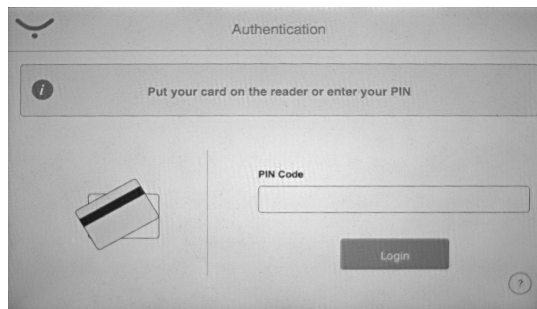 Authentication
i
Put your card on the reader or enter your PIN
PIN Code
Login
?